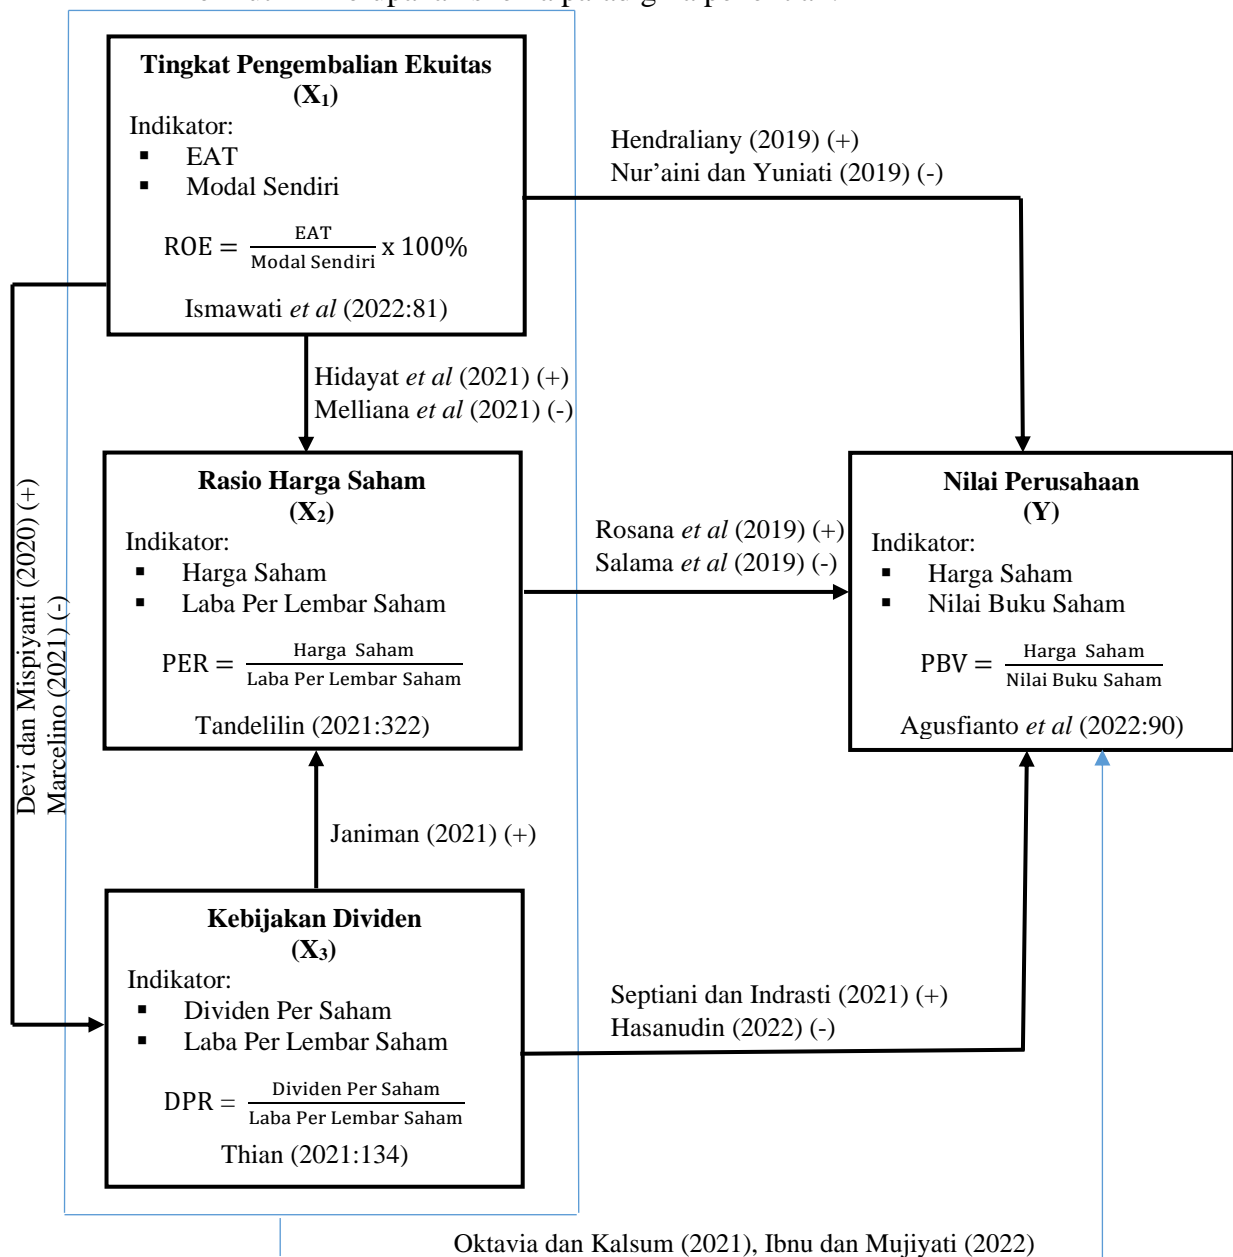 Tingkat Pengembalian Ekuitas
(X₁)
Indikator:
▪ EAT
▪ Modal Sendiri
ROE = EAT / Modal Sendiri x 100%
Ismawati et al (2022:81)
Hendraliany (2019) (+)
Nur’aini dan Yuniati (2019) (-)
Hidayat et al (2021) (+)
Melliana et al (2021) (-)
Devi dan Mispiyanti (2020) (+)
Marcelino (2021) (-)
Rasio Harga Saham
(X₂)
Indikator:
▪ Harga Saham
▪ Laba Per Lembar Saham
PER = Harga Saham / Laba Per Lembar Saham
Tandelilin (2021:322)
Rosana et al (2019) (+)
Salama et al (2019) (-)
Nilai Perusahaan
(Y)
Indikator:
▪ Harga Saham
▪ Nilai Buku Saham
PBV = Harga Saham / Nilai Buku Saham
Agusfianto et al (2022:90)
Janiman (2021) (+)
Kebijakan Dividen
(X₃)
Indikator:
▪ Dividen Per Saham
▪ Laba Per Lembar Saham
DPR = Dividen Per Saham / Laba Per Lembar Saham
Thian (2021:134)
Septiani dan Indrasti (2021) (+)
Hasanudin (2022) (-)
Oktavia dan Kalsum (2021), Ibnu dan Mujiyati (2022)